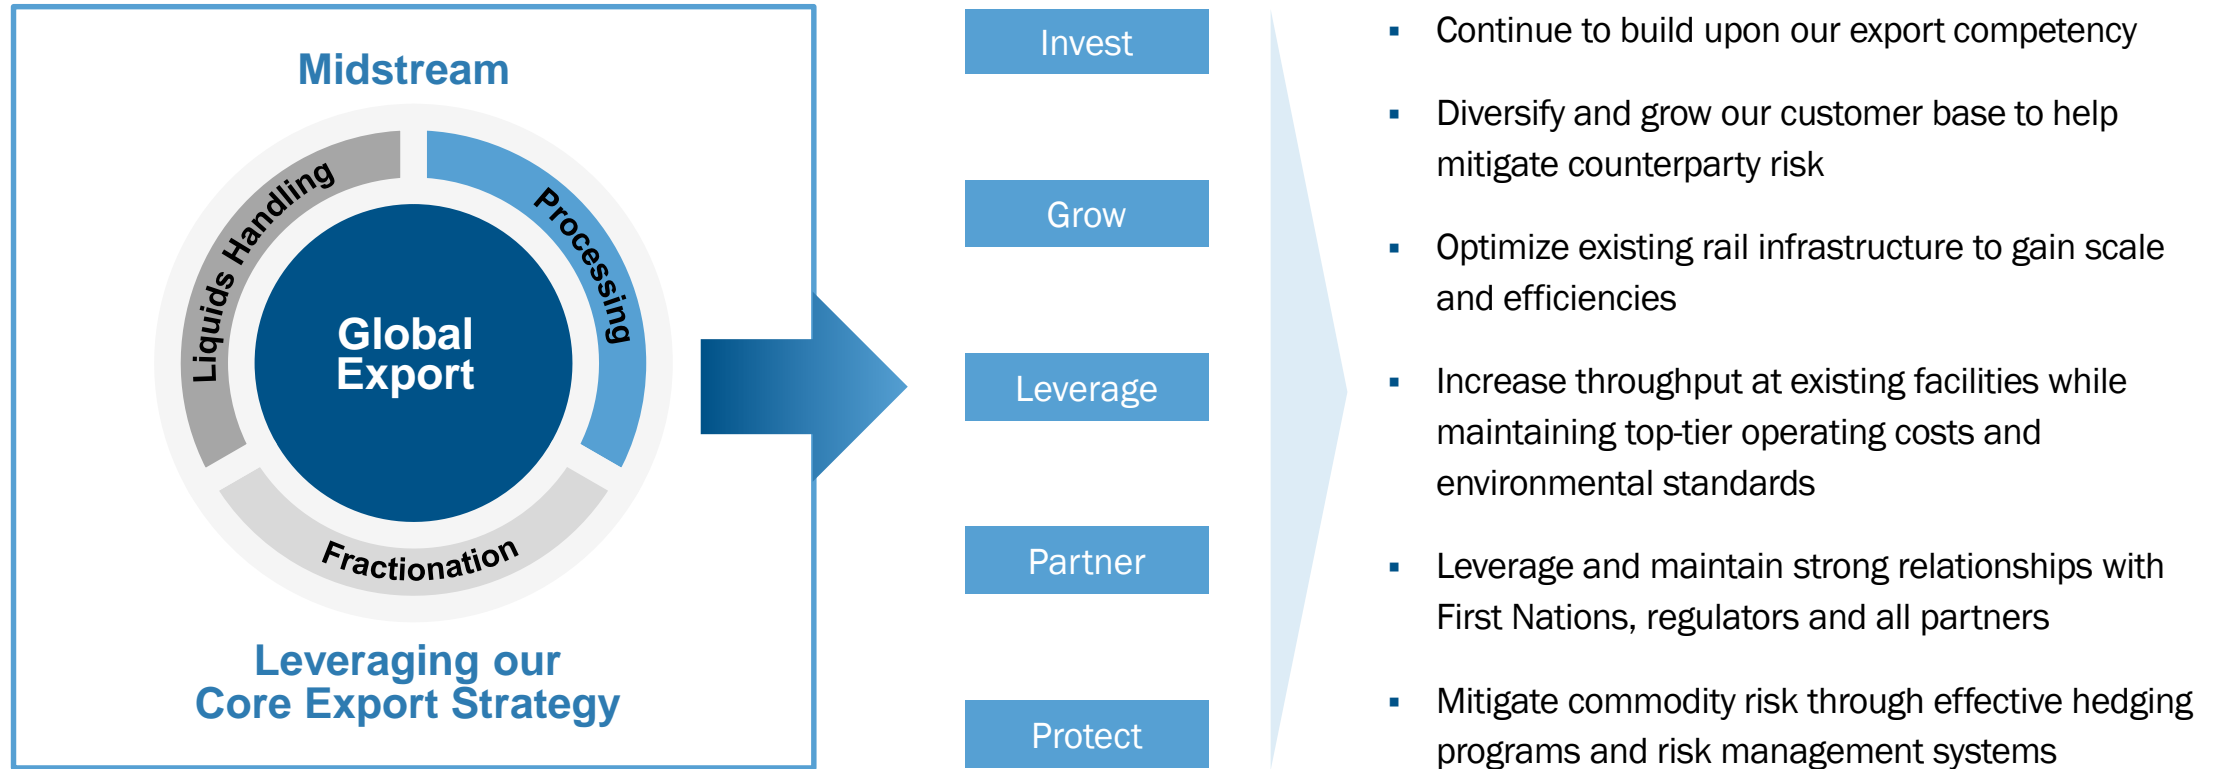 Midstream
Liquids Handling
Processing
Fractionation
Global
Export
Leveraging our
Core Export Strategy
Invest
Grow
Leverage
Partner
Protect
▪ Continue to build upon our export competency
▪ Diversify and grow our customer base to help
mitigate counterparty risk
▪ Optimize existing rail infrastructure to gain scale
and efficiencies
▪ Increase throughput at existing facilities while
maintaining top-tier operating costs and
environmental standards
▪ Leverage and maintain strong relationships with
First Nations, regulators and all partners
▪ Mitigate commodity risk through effective hedging
programs and risk management systems